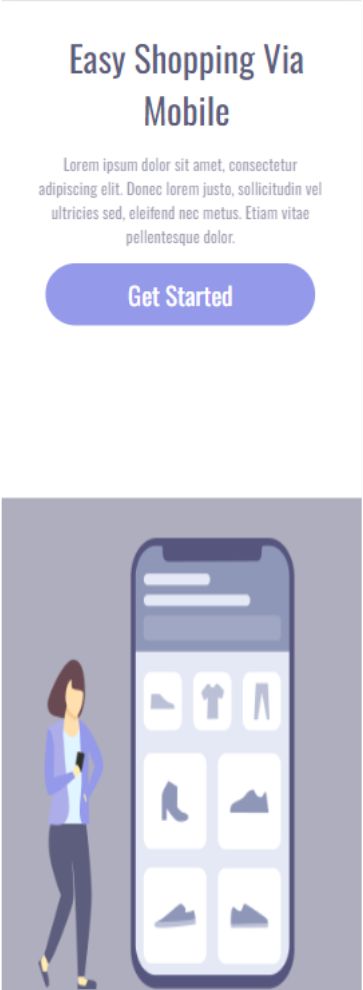 Easy Shopping Via
Mobile
Lorem ipsum dolor sit amet, consectetur
adipiscing elit. Donec lorem justo, sollicitudin vel
ultricies sed, eleifend nec metus. Etiam vitae
pellentesque dolor.
Get Started